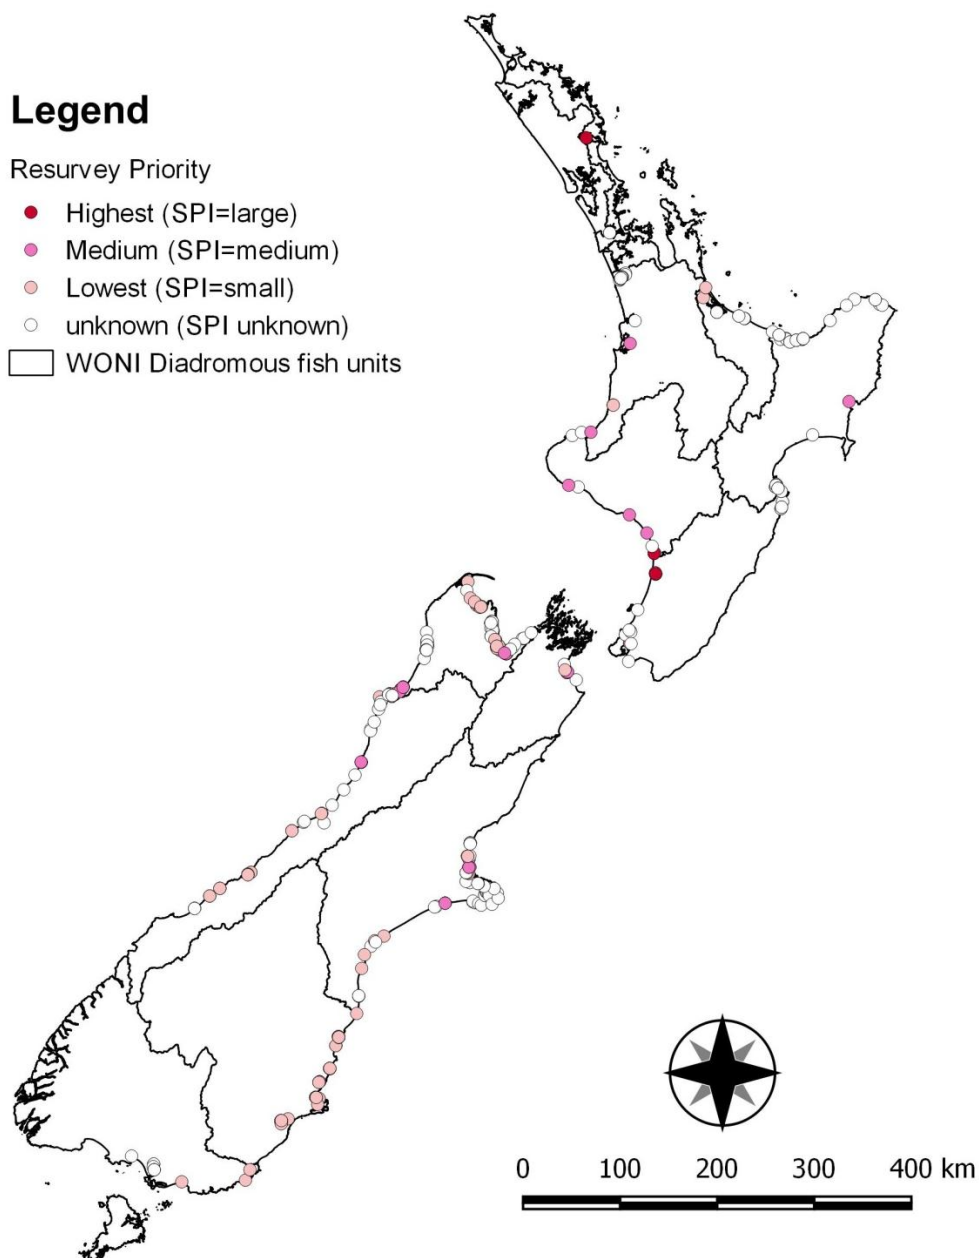 Legend
Resurvey Priority
Highest (SPI=large)
Medium (SPI=medium)
Lowest (SPI=small)
unknown (SPI unknown)
WONI Diadromous fish units
0 100 200 300 400 km